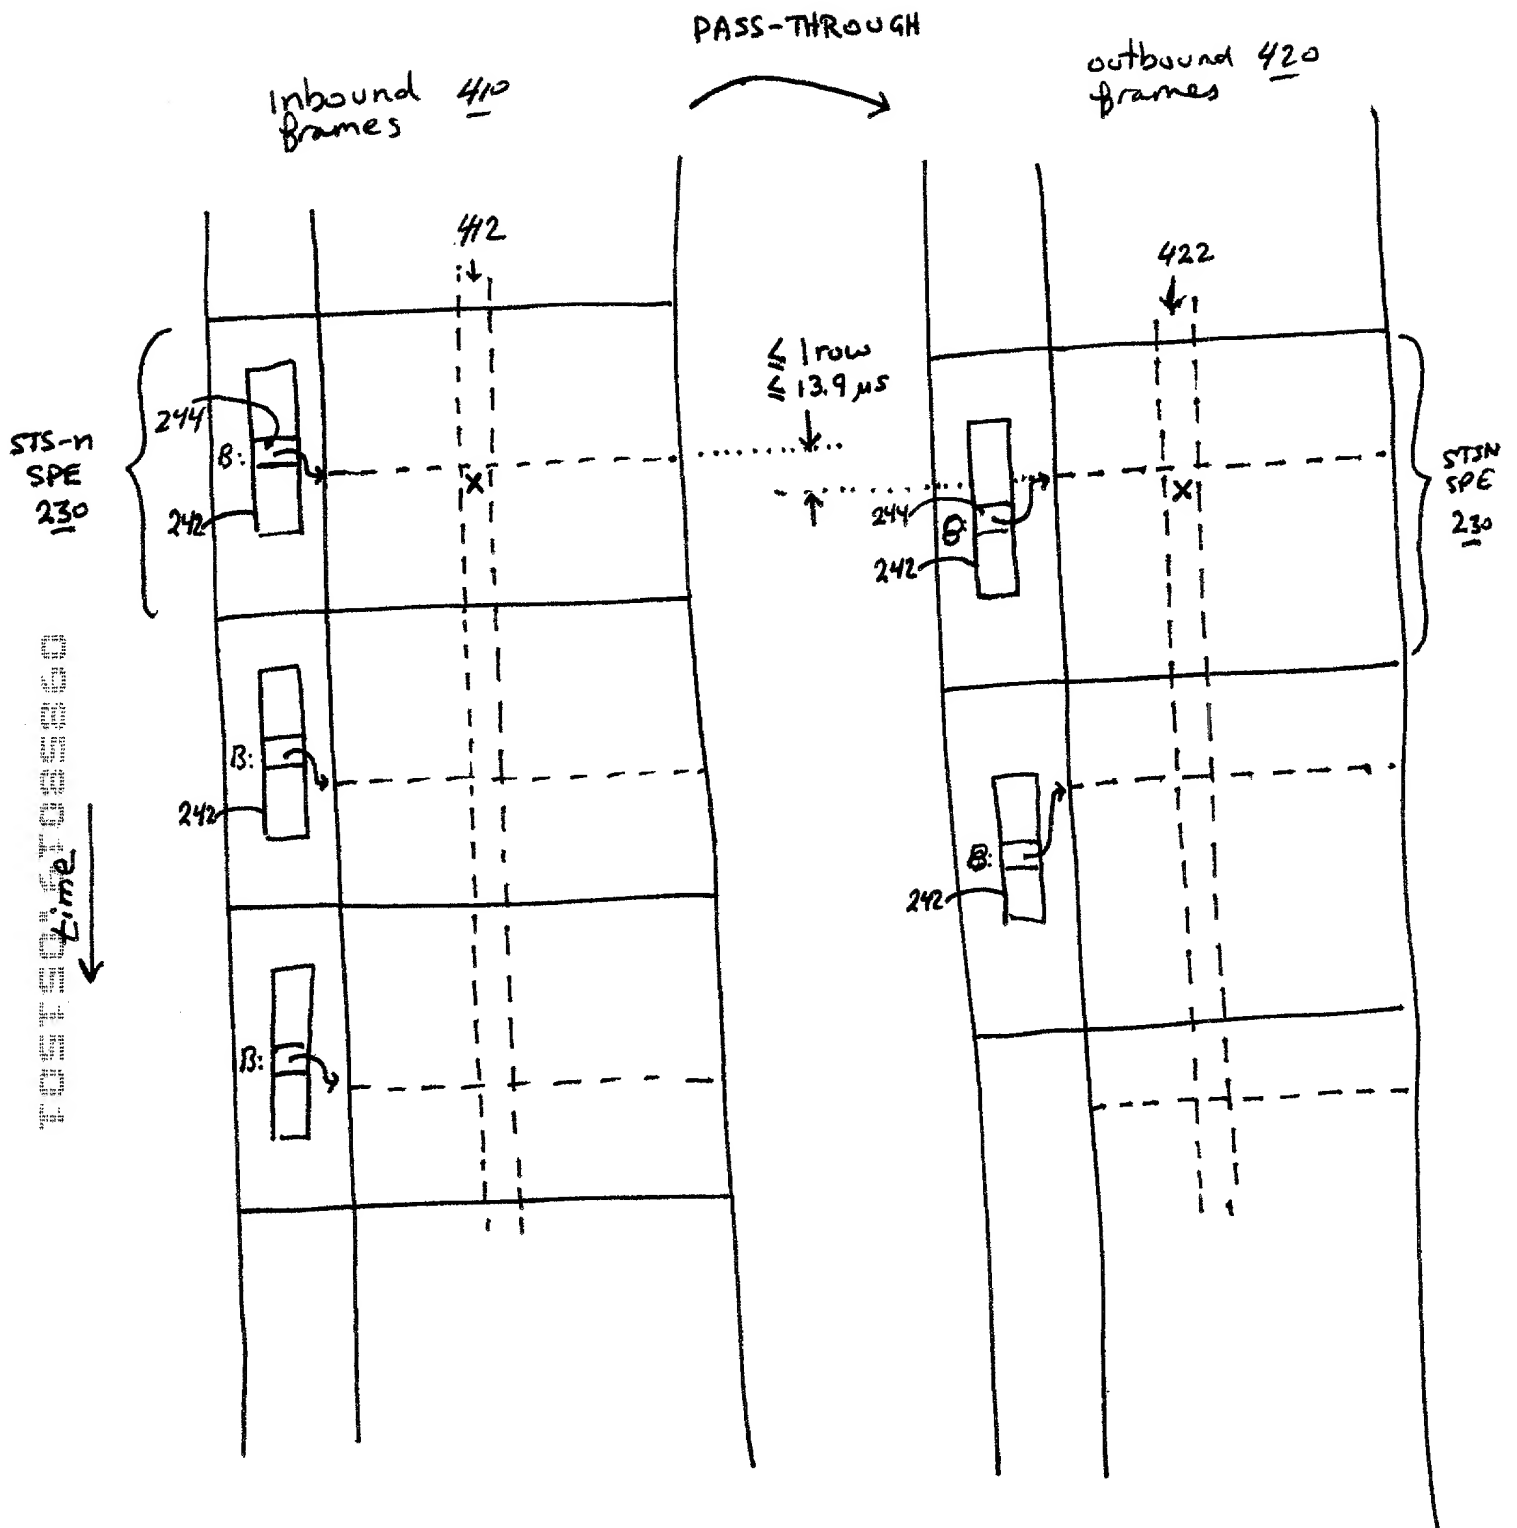 PASS-THROUGH
inbound 410
frames
outbound 420
frames
412
422
≤ 1 row
≤ 13.9 µs
STS-n
SPE
230
244
B:
242
X
B:
242
B:
time
244
B:
242
X
B:
242
STSN
SPE
230